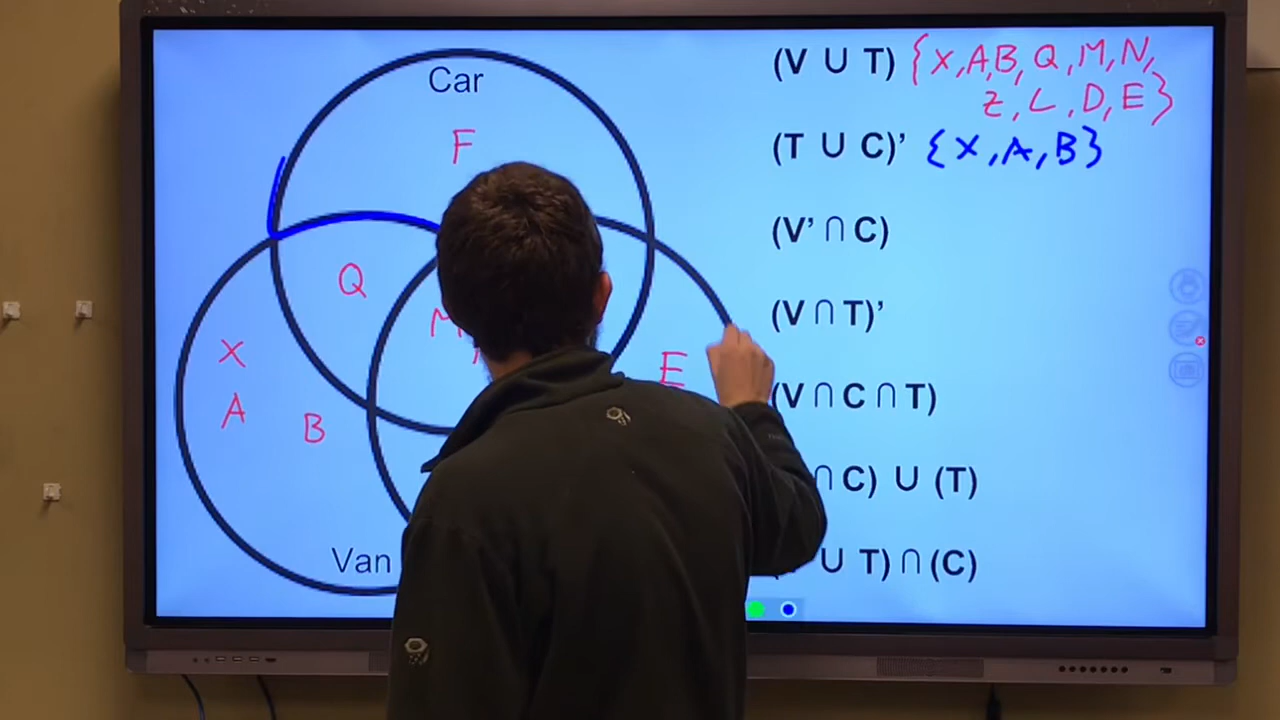 Car
F
Q
M
X
A
B
E
Van
(V ∪ T) {X,A,B,Q,M,N,
Z,L,D,E}
(T ∪ C)’ {X,A,B}
(V’ ∩ C)
(V ∩ T)’
(V ∩ C ∩ T)
∩ C) ∪ (T)
∪ T) ∩ (C)